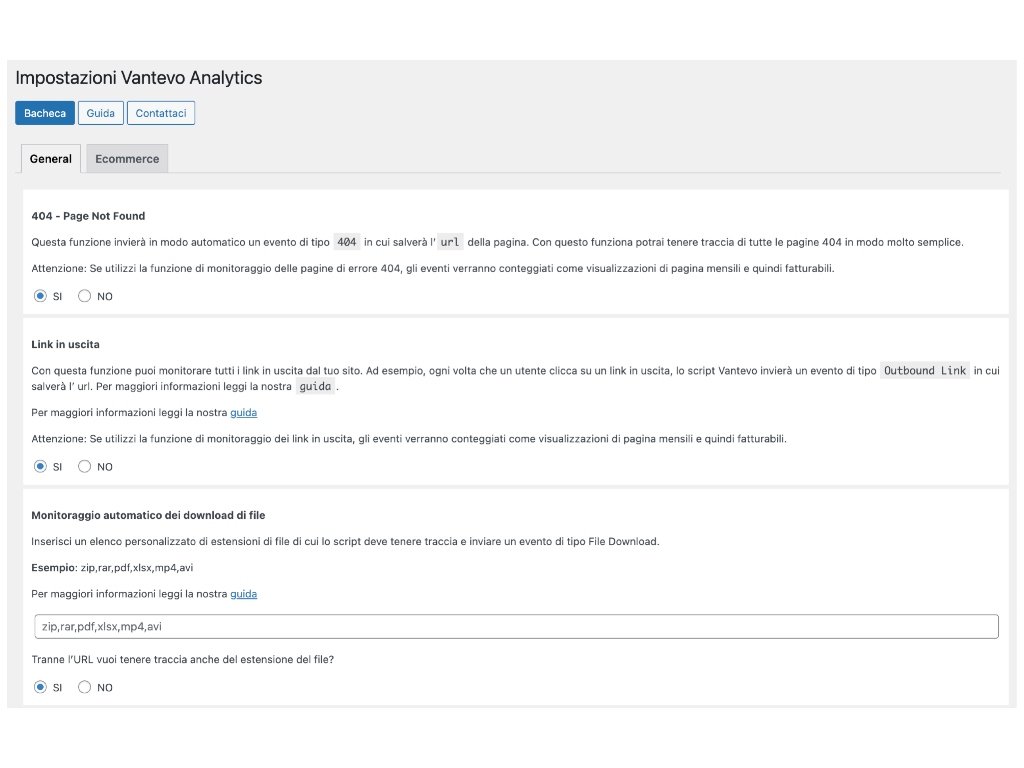 Impostazioni Vantevo Analytics
Bacheca Guida Contattaci
General Ecommerce
404 - Page Not Found
Questa funzione invierà in modo automatico un evento di tipo 404 in cui salverà l' url della pagina. Con questo funziona potrai tenere traccia di tutte le pagine 404 in modo molto semplice.
Attenzione: Se utilizzi la funzione di monitoraggio delle pagine di errore 404, gli eventi verranno conteggiati come visualizzazioni di pagina mensili e quindi fatturabili.
SI NO
Link in uscita
Con questa funzione puoi monitorare tutti i link in uscita dal tuo sito. Ad esempio, ogni volta che un utente clicca su un link in uscita, lo script Vantevo invierà un evento di tipo Outbound Link in cui
salverà l' url. Per maggiori informazioni leggi la nostra guida .
Per maggiori informazioni leggi la nostra guida
Attenzione: Se utilizzi la funzione di monitoraggio dei link in uscita, gli eventi verranno conteggiati come visualizzazioni di pagina mensili e quindi fatturabili.
SI NO
Monitoraggio automatico dei download di file
Inserisci un elenco personalizzato di estensioni di file di cui lo script deve tenere traccia e inviare un evento di tipo File Download.
Esempio: zip,rar,pdf,xlsx,mp4,avi
Per maggiori informazioni leggi la nostra guida
zip,rar,pdf,xlsx,mp4,avi
Tranne l'URL vuoi tenere traccia anche del estensione del file?
SI NO